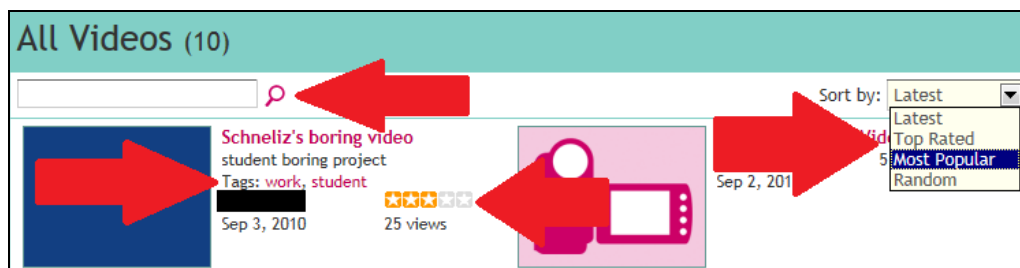 All Videos (10)
Sort by: Latest
Latest
Top Rated
Most Popular
Random
Schneliz's boring video
student boring project
Tags: work, student
Sep 3, 2010
25 views
5
Sep 2, 201